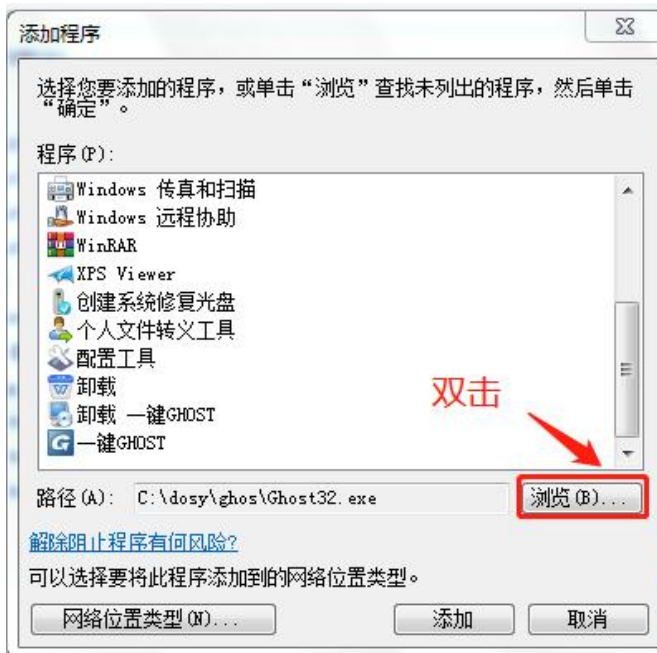 添加程序
选择您要添加的程序，或单击“浏览”查找未列出的程序，然后单击
“确定”。
程序(P):
Windows 传真和扫描
Windows 远程协助
WinRAR
XPS Viewer
创建系统修复光盘
个人文件转义工具
配置工具
卸载
卸载 一键GHOST
一键GHOST
双击
路径(A): C:\dosy\ghos\Ghost32.exe 浏览(B)...
解除阻止程序有何风险?
可以选择要将此程序添加到的网络位置类型。
网络位置类型(N)... 添加 取消